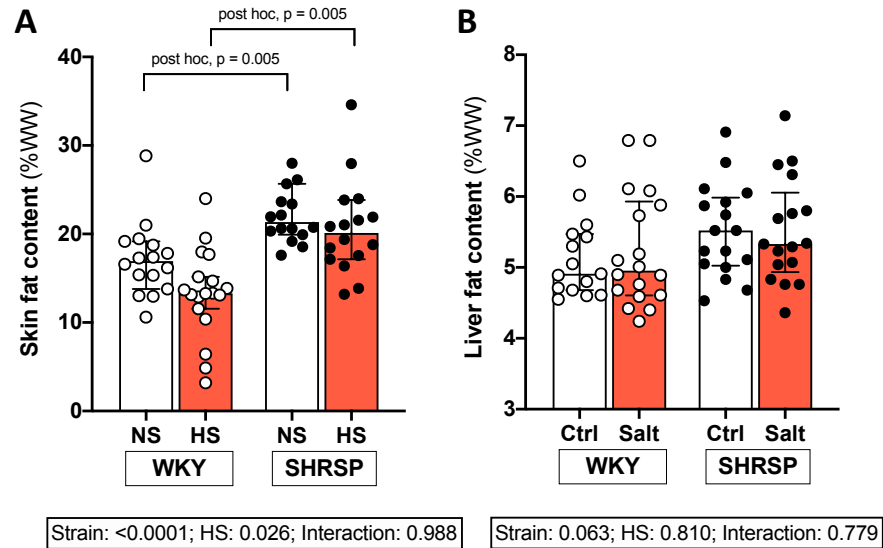 A
post hoc, p = 0.005
post hoc, p = 0.005
Skin fat content (%WW)
40
30
20
10
0
NS HS NS HS
WKY SHRSP
Strain: <0.0001; HS: 0.026; Interaction: 0.988
B
Liver fat content (%WW)
8
7
6
5
4
3
Ctrl Salt Ctrl Salt
WKY SHRSP
Strain: 0.063; HS: 0.810; Interaction: 0.779